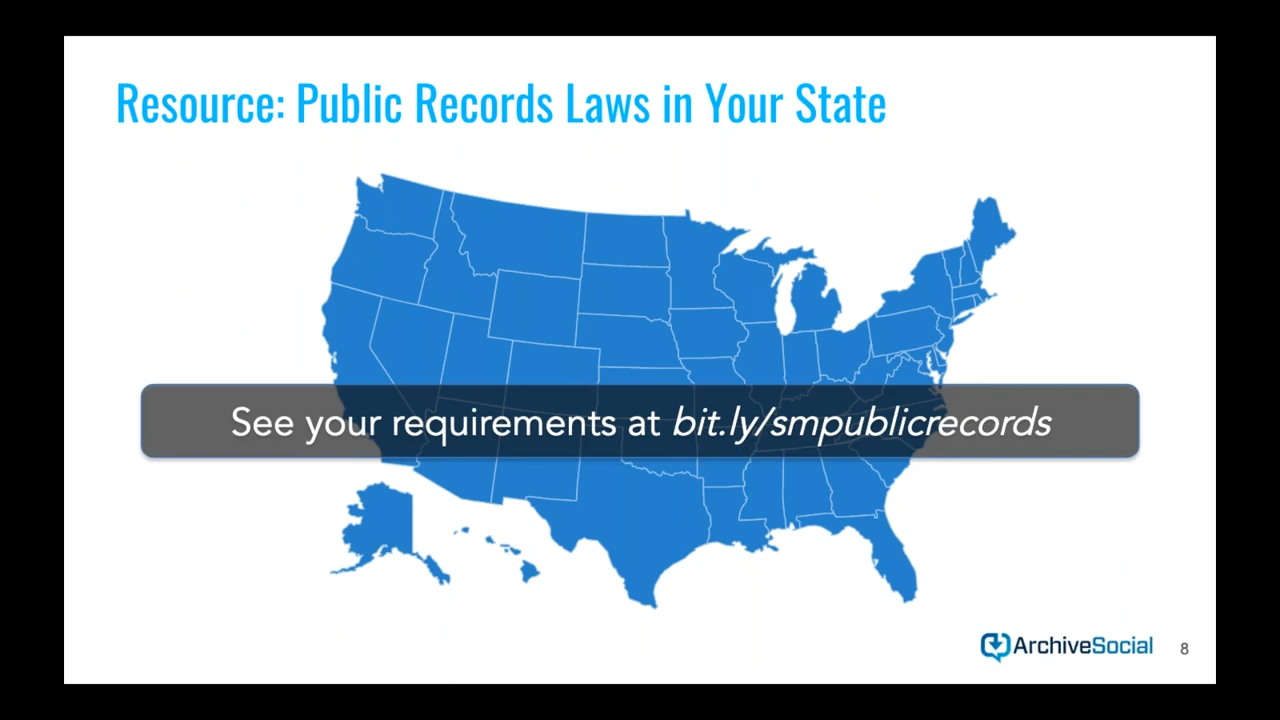 Resource: Public Records Laws in Your State
See your requirements at bit.ly/smpublicrecords
ArchiveSocial
8